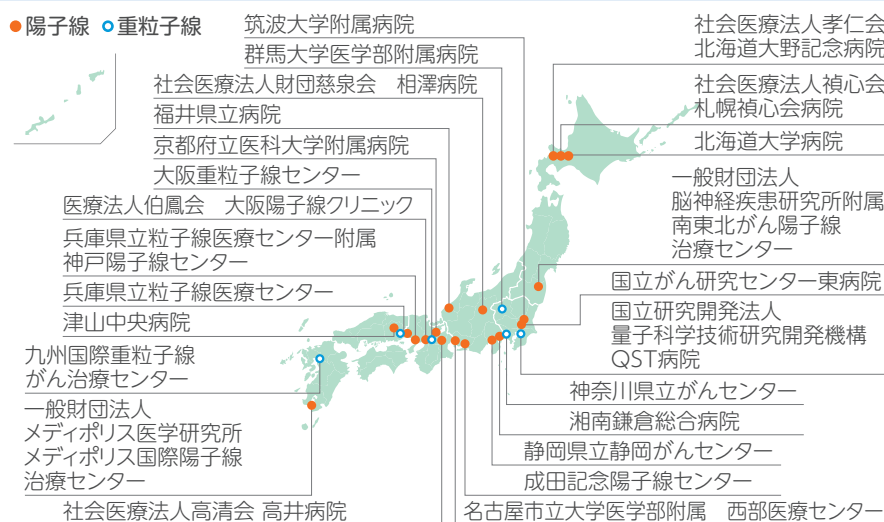 陽子線 重粒子線
筑波大学附属病院
群馬大学医学部附属病院
社会医療法人財団慈泉会 相澤病院
福井県立病院
京都府立医科大学附属病院
大阪重粒子線センター
医療法人伯鳳会 大阪陽子線クリニック
兵庫県立粒子線医療センター附属
神戸陽子線センター
兵庫県立粒子線医療センター
津山中央病院
九州国際重粒子線
がん治療センター
一般財団法人
メディポリス医学研究所
メディポリス国際陽子線
治療センター
社会医療法人高清会 高井病院
社会医療法人孝仁会
北海道大野記念病院
社会医療法人禎心会
札幌禎心会病院
北海道大学病院
一般財団法人
脳神経疾患研究所附属
南東北がん陽子線
治療センター
国立がん研究センター東病院
国立研究開発法人
量子科学技術研究開発機構
QST病院
神奈川県立がんセンター
湘南鎌倉総合病院
静岡県立静岡がんセンター
成田記念陽子線センター
名古屋市立大学医学部附属 西部医療センター